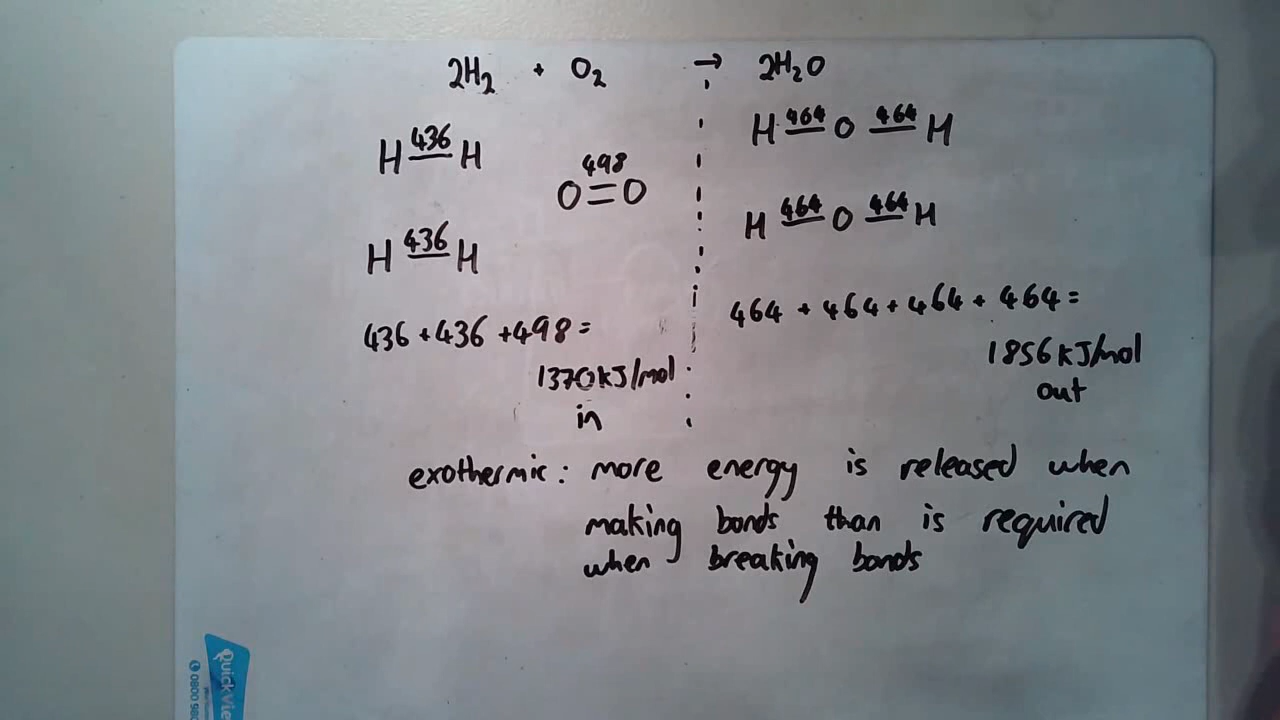 2H₂ + O₂ → 2H₂O
H 436 H
O 498 O
H 436 H
436 + 436 + 498 =
1370 kJ/mol
in
H 464 O 464 H
H 464 O 464 H
464 + 464 + 464 + 464 =
1856 kJ/mol
out
exothermic: more energy is released when
making bonds than is required
when breaking bonds
0800